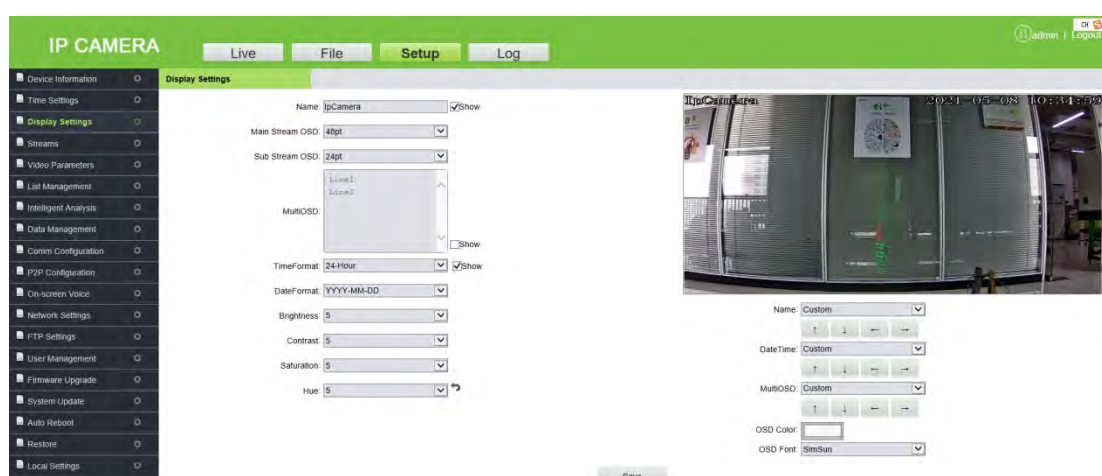 IP CAMERA
Live File Setup Log
admin | Logout
CH
Device Information
Time Settings
Display Settings
Streams
Video Parameters
List Management
Intelligent Analysis
Data Management
Comm Configuration
P2P Configuration
On-screen Voice
Network Settings
FTP Settings
User Management
Firmware Upgrade
System Update
Auto Reboot
Restore
Local Settings
Display Settings
Name: IpCamera Show
Main Stream OSD: 48pt
Sub Stream OSD: 24pt
MultiOSD: Line1
Line2
Show
TimeFormat: 24-Hour Show
DateFormat: YYYY-MM-DD
Brightness: 5
Contrast: 5
Saturation: 5
Hue: 5
IpCamera 2021-05-08 10:34:59
Name: Custom
↑ ↓ ← →
DateTime: Custom
↑ ↓ ← →
MultiOSD: Custom
↑ ↓ ← →
OSD Color:
OSD Font: SimSun
Save